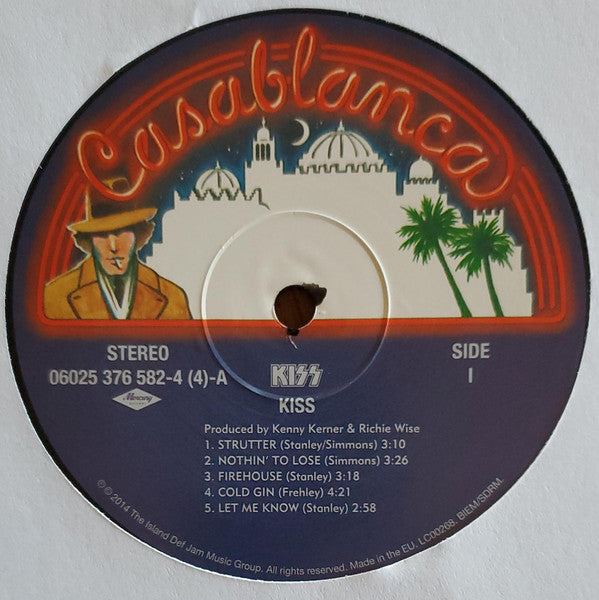 Casablanca
STEREO
06025 376 582-4 (4)-A
Mercury
SIDE
I
KISS
KISS
Produced by Kenny Kerner & Richie Wise
1. STRUTTER (Stanley/Simmons) 3:10
2. NOTHIN' TO LOSE (Simmons) 3:26
3. FIREHOUSE (Stanley) 3:18
4. COLD GIN (Frehley) 4:21
5. LET ME KNOW (Stanley) 2:58
℗ © 2014 The Island Def Jam Music Group. All rights reserved. Made in the EU. LC00268. BIEM/SDRM.